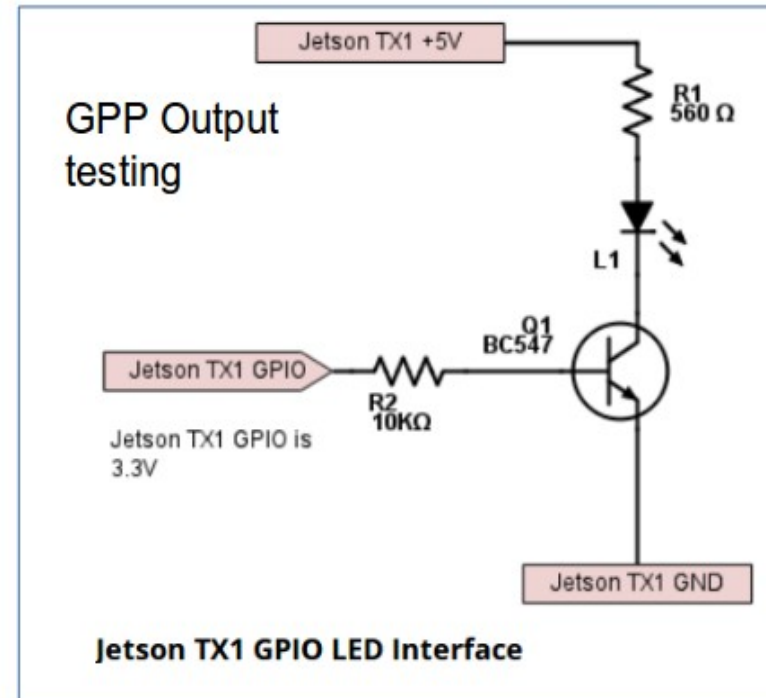 Jetson TX1 +5V
GPP Output
testing
R1
560 Ω
L1
Q1
BC547
Jetson TX1 GPIO
R2
10KΩ
Jetson TX1 GPIO is
3.3V
Jetson TX1 GND
Jetson TX1 GPIO LED Interface